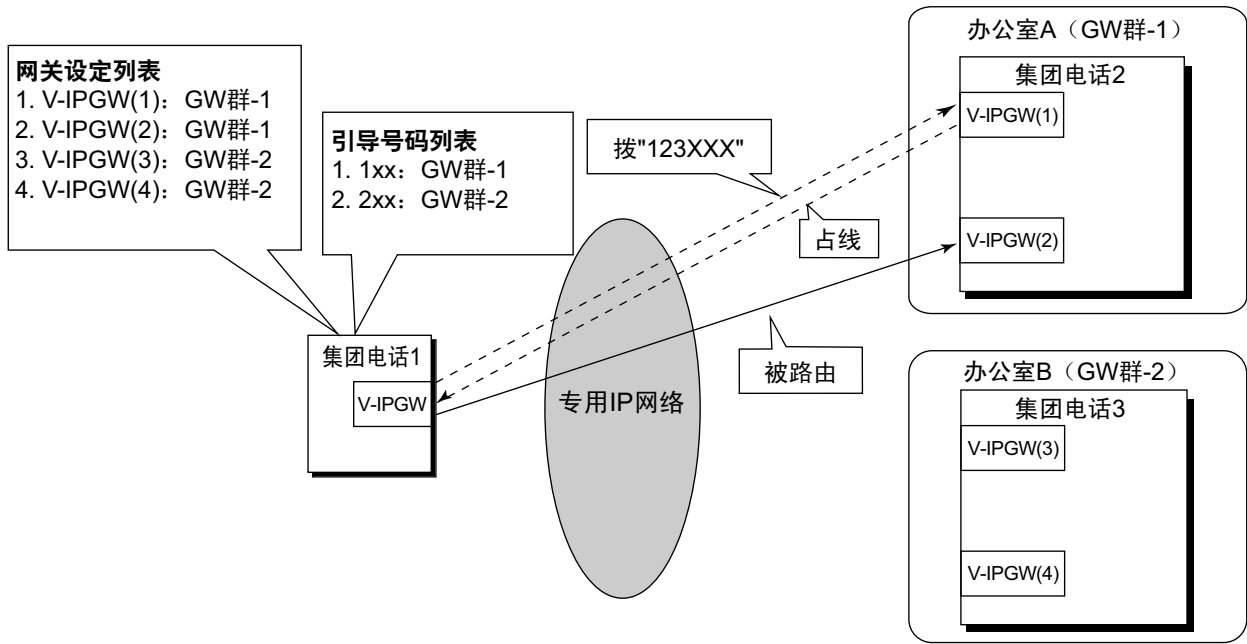 网关设定列表
1. V-IPGW(1)：GW群-1
2. V-IPGW(2)：GW群-1
3. V-IPGW(3)：GW群-2
4. V-IPGW(4)：GW群-2
引导号码列表
1. 1xx：GW群-1
2. 2xx：GW群-2
集团电话1
V-IPGW
专用IP网络
拨"123XXX"
占线
被路由
办公室A（GW群-1）
集团电话2
V-IPGW(1)
V-IPGW(2)
办公室B（GW群-2）
集团电话3
V-IPGW(3)
V-IPGW(4)